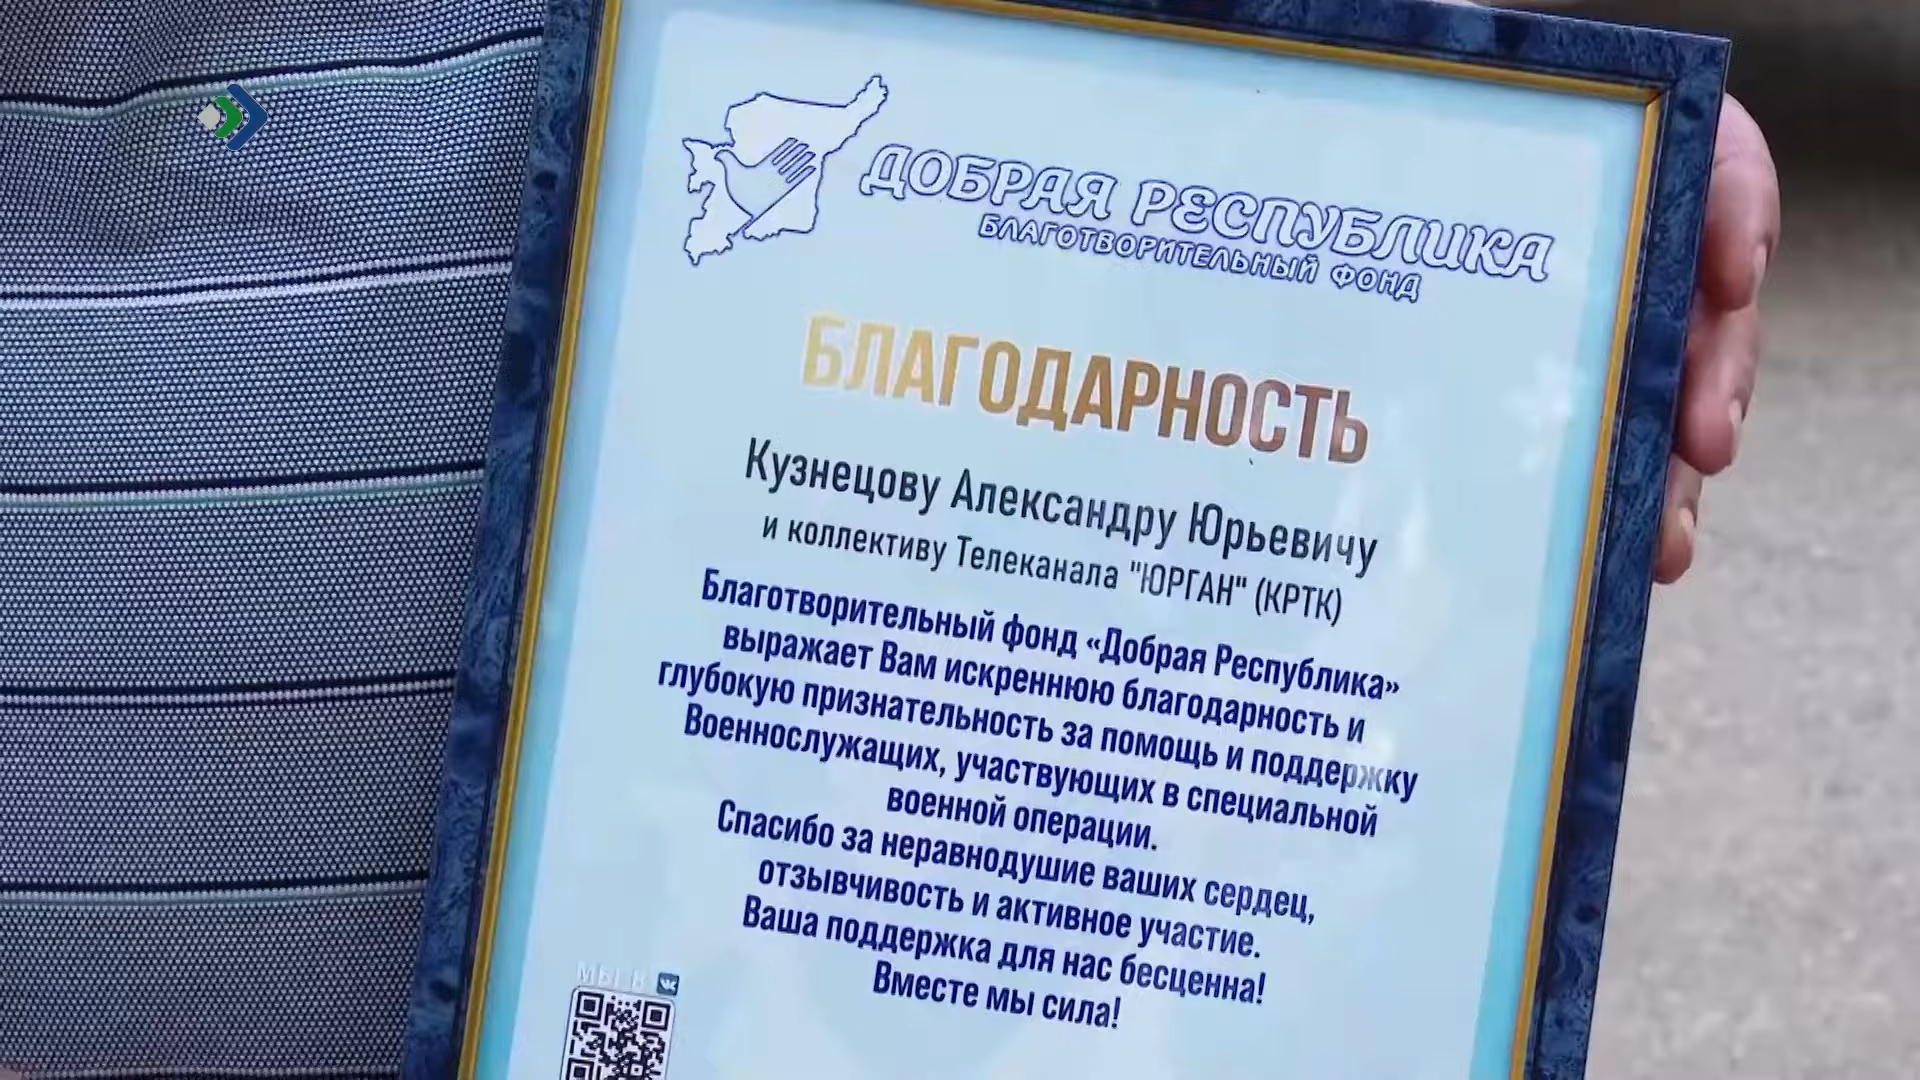 ДОБРАЯ РЕСПУБЛИКА
БЛАГОТВОРИТЕЛЬНЫЙ ФОНД
БЛАГОДАРНОСТЬ
Кузнецову Александру Юрьевичу
и коллективу Телеканала "ЮРГАН" (КРТК)
Благотворительный фонд «Добрая Республика»
выражает Вам искреннюю благодарность и
глубокую признательность за помощь и поддержку
Военнослужащих, участвующих в специальной
военной операции.
Спасибо за неравнодушие ваших сердец,
отзывчивость и активное участие.
Ваша поддержка для нас бесценна!
Вместе мы сила!
МЫ В